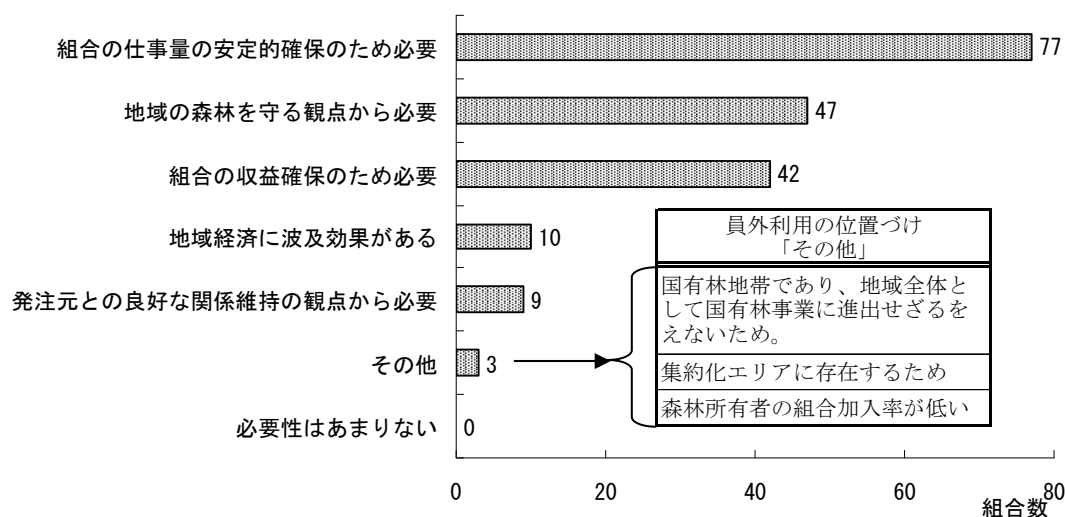 組合の仕事量の安定的確保のため必要 77
地域の森林を守る観点から必要 47
組合の収益確保のため必要 42
地域経済に波及効果がある 10
発注元との良好な関係維持の観点から必要 9
その他 3
必要性はあまりない 0
員外利用の位置づけ
「その他」
国有林地帯であり、地域全体と
して国有林事業に進出せざるを
えないため。
集約化エリアに存在するため
森林所有者の組合加入率が低い
0 20 40 60 80
組合数